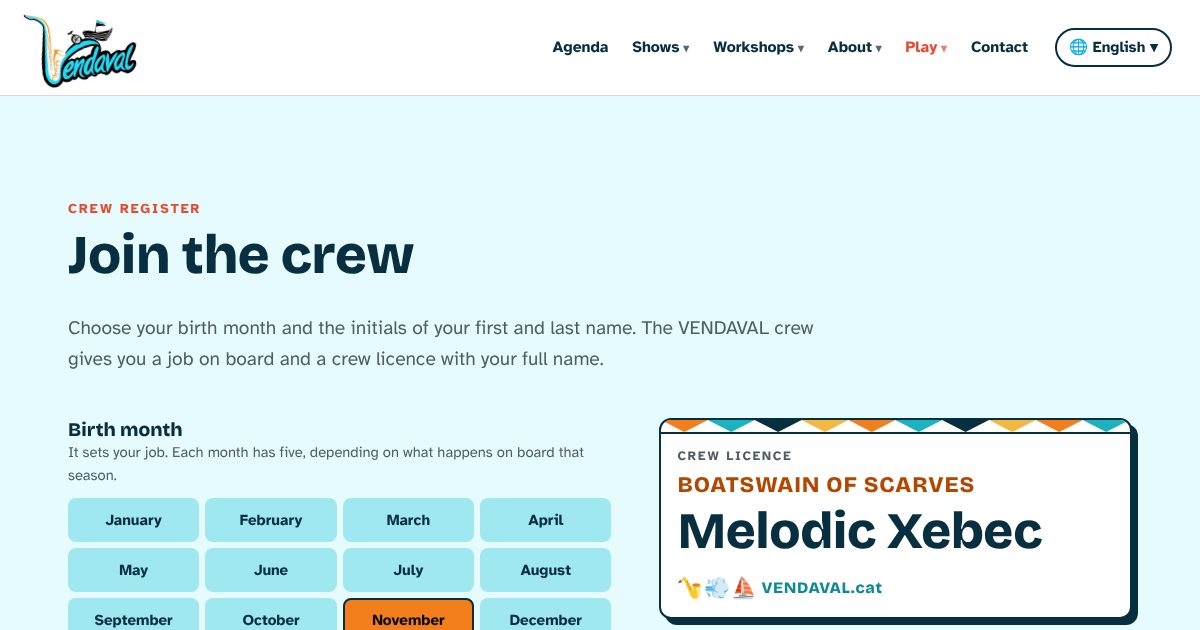 Vendaval
Agenda
Shows ▾
Workshops ▾
About ▾
Play ▾
Contact
🌐 English ▾
CREW REGISTER
Join the crew
Choose your birth month and the initials of your first and last name. The VENDAVAL crew
gives you a job on board and a crew licence with your full name.
Birth month
It sets your job. Each month has five, depending on what happens on board that
season.
January
February
March
April
May
June
July
August
September
October
November
December
CREW LICENCE
BOATSWAIN OF SCARVES
Melodic Xebec
🎷💨⛵ VENDAVAL.cat